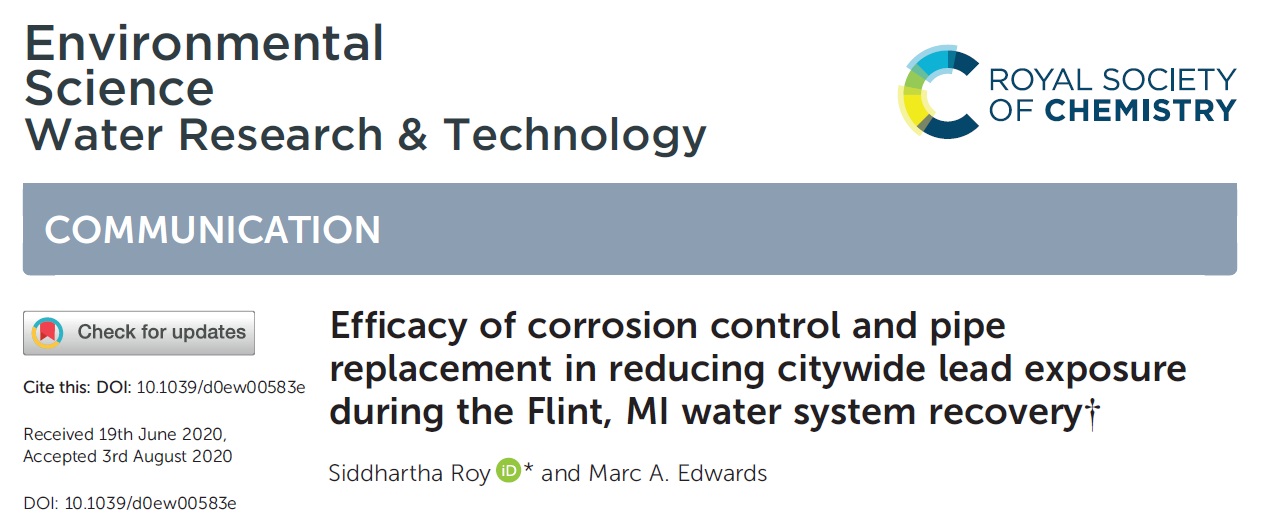 Environmental
Science
Water Research & Technology
ROYAL SOCIETY
OF CHEMISTRY
COMMUNICATION
Check for updates
Cite this: DOI: 10.1039/d0ew00583e
Received 19th June 2020,
Accepted 3rd August 2020
DOI: 10.1039/d0ew00583e
Efficacy of corrosion control and pipe
replacement in reducing citywide lead exposure
during the Flint, MI water system recovery†
Siddhartha Roy iD * and Marc A. Edwards